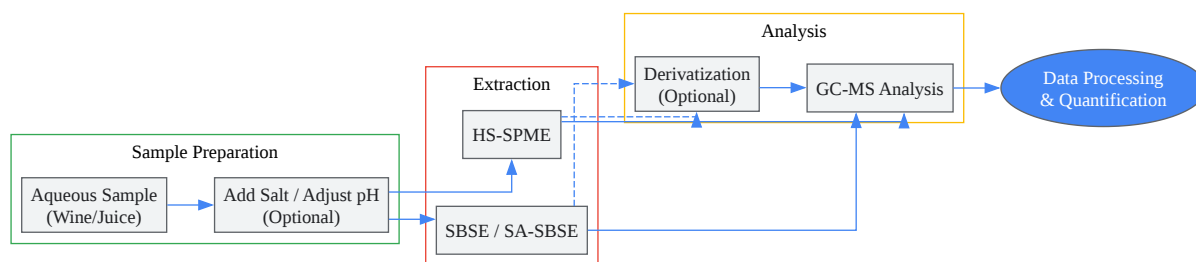 Analysis
Derivatization
(Optional)
GC-MS Analysis
Data Processing
& Quantification
Extraction
HS-SPME
SBSE / SA-SBSE
Sample Preparation
Aqueous Sample
(Wine/Juice)
Add Salt / Adjust pH
(Optional)